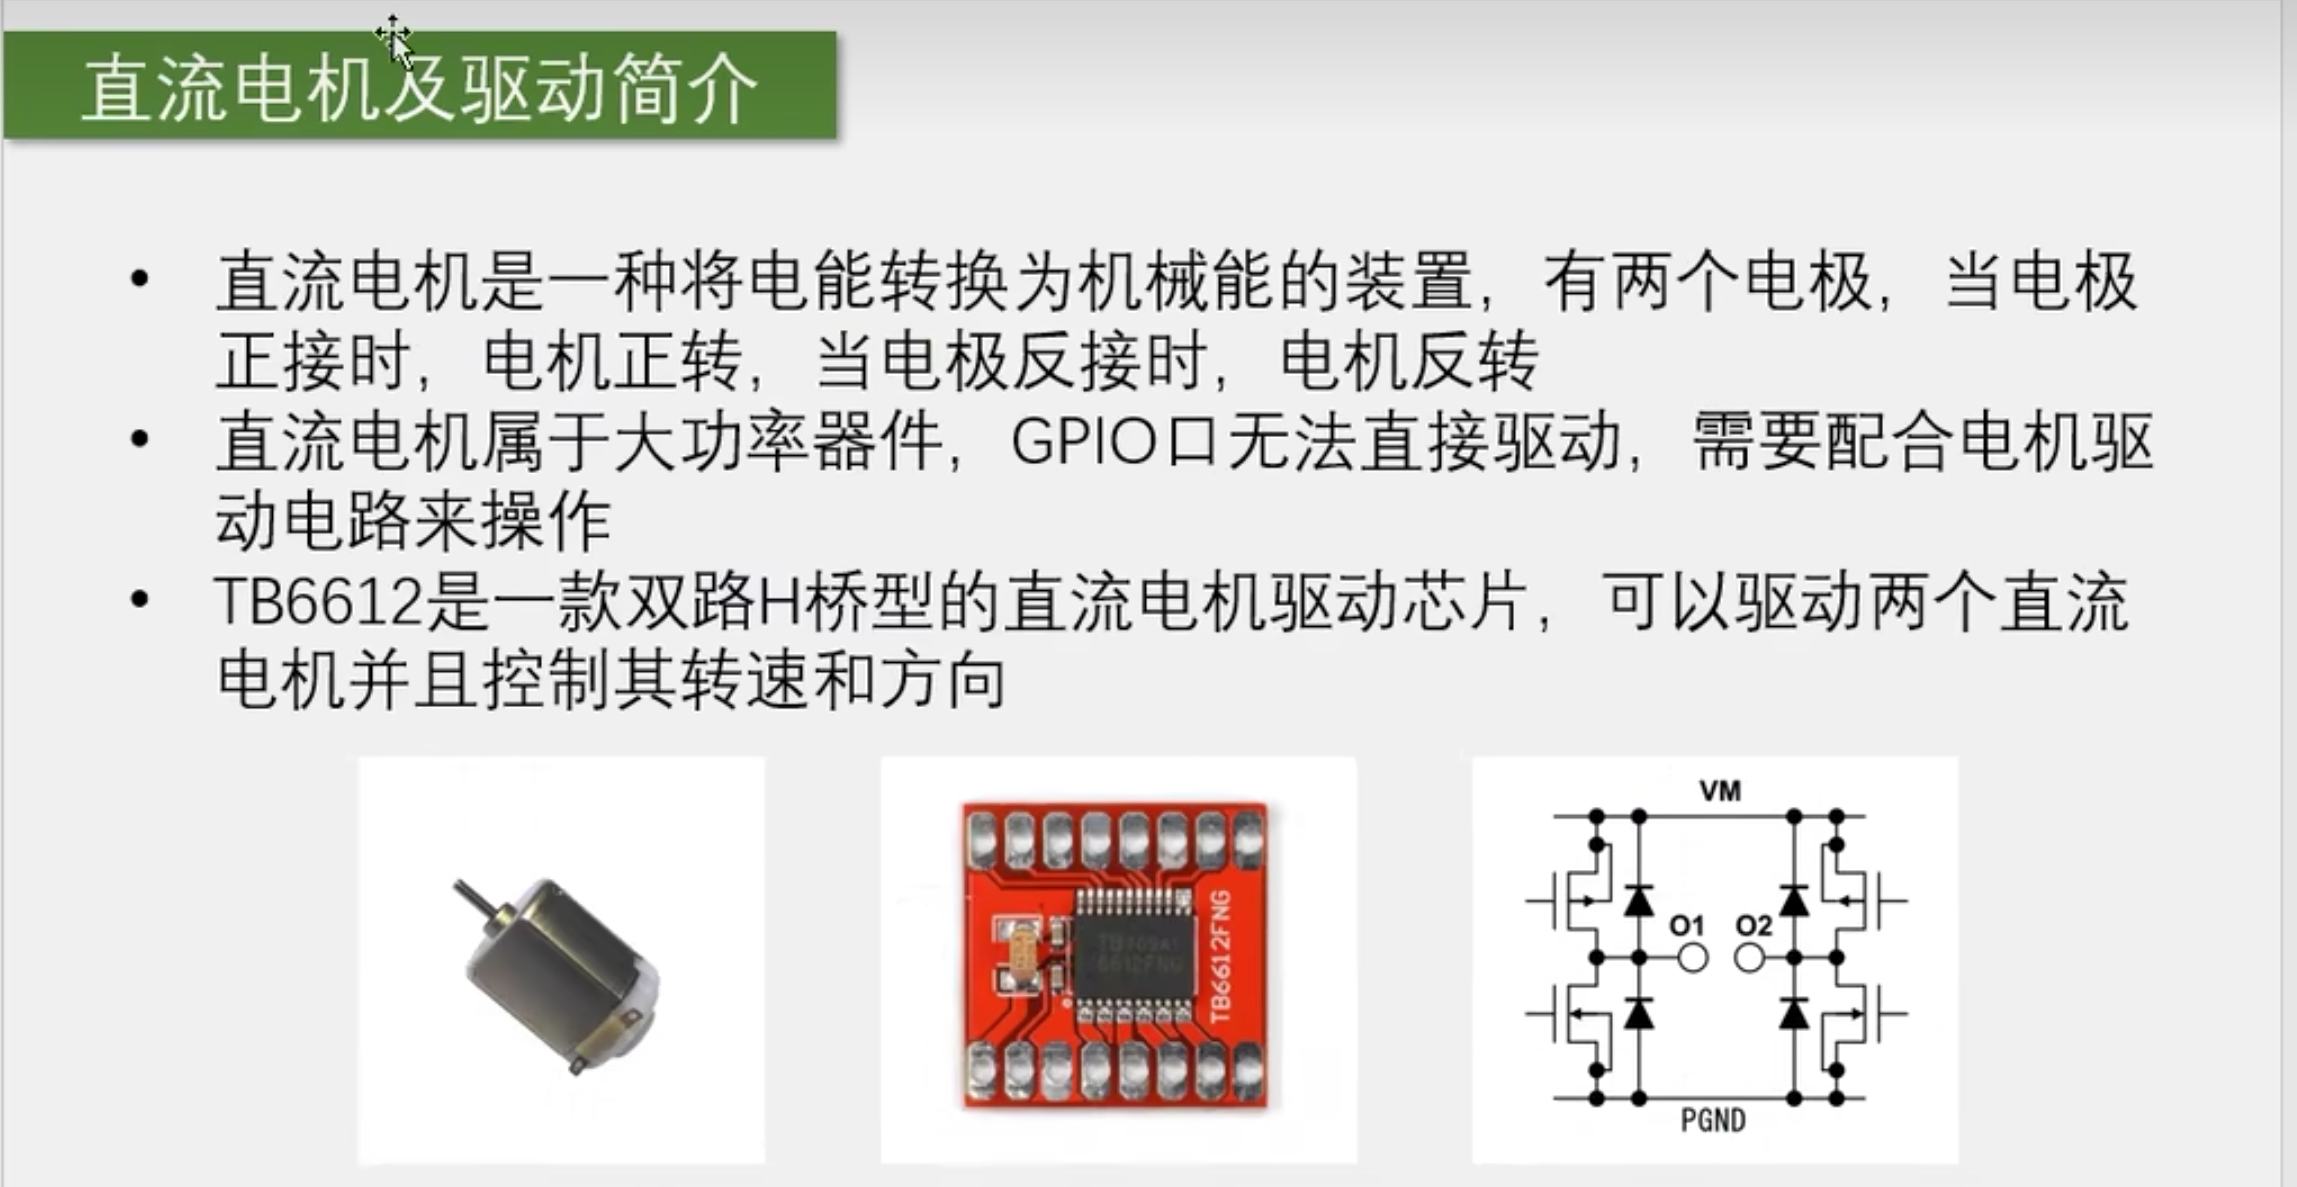 直流电机及驱动简介
• 直流电机是一种将电能转换为机械能的装置，有两个电极，当电极
正接时，电机正转，当电极反接时，电机反转
• 直流电机属于大功率器件，GPIO口无法直接驱动，需要配合电机驱
动电路来操作
• TB6612是一款双路H桥型的直流电机驱动芯片，可以驱动两个直流
电机并且控制其转速和方向
TB6612FNG
6612FNG
VM
O1 O2
PGND